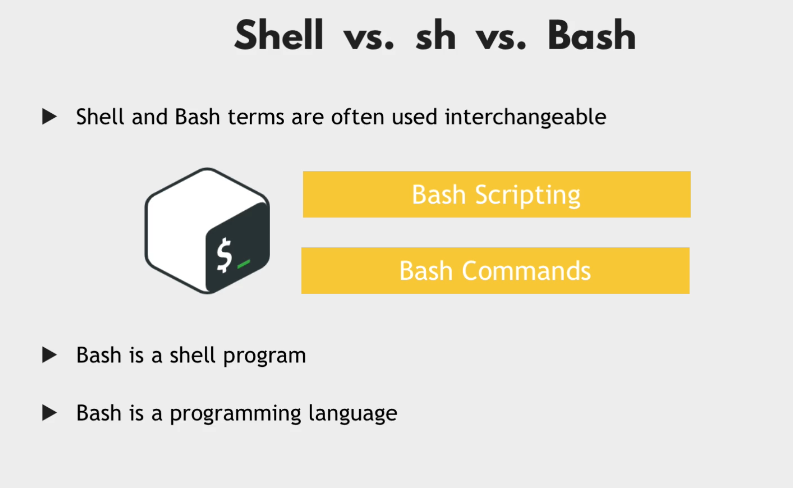 Shell vs. sh vs. Bash
Shell and Bash terms are often used interchangeable
Bash Scripting
$_
Bash Commands
Bash is a shell program
Bash is a programming language